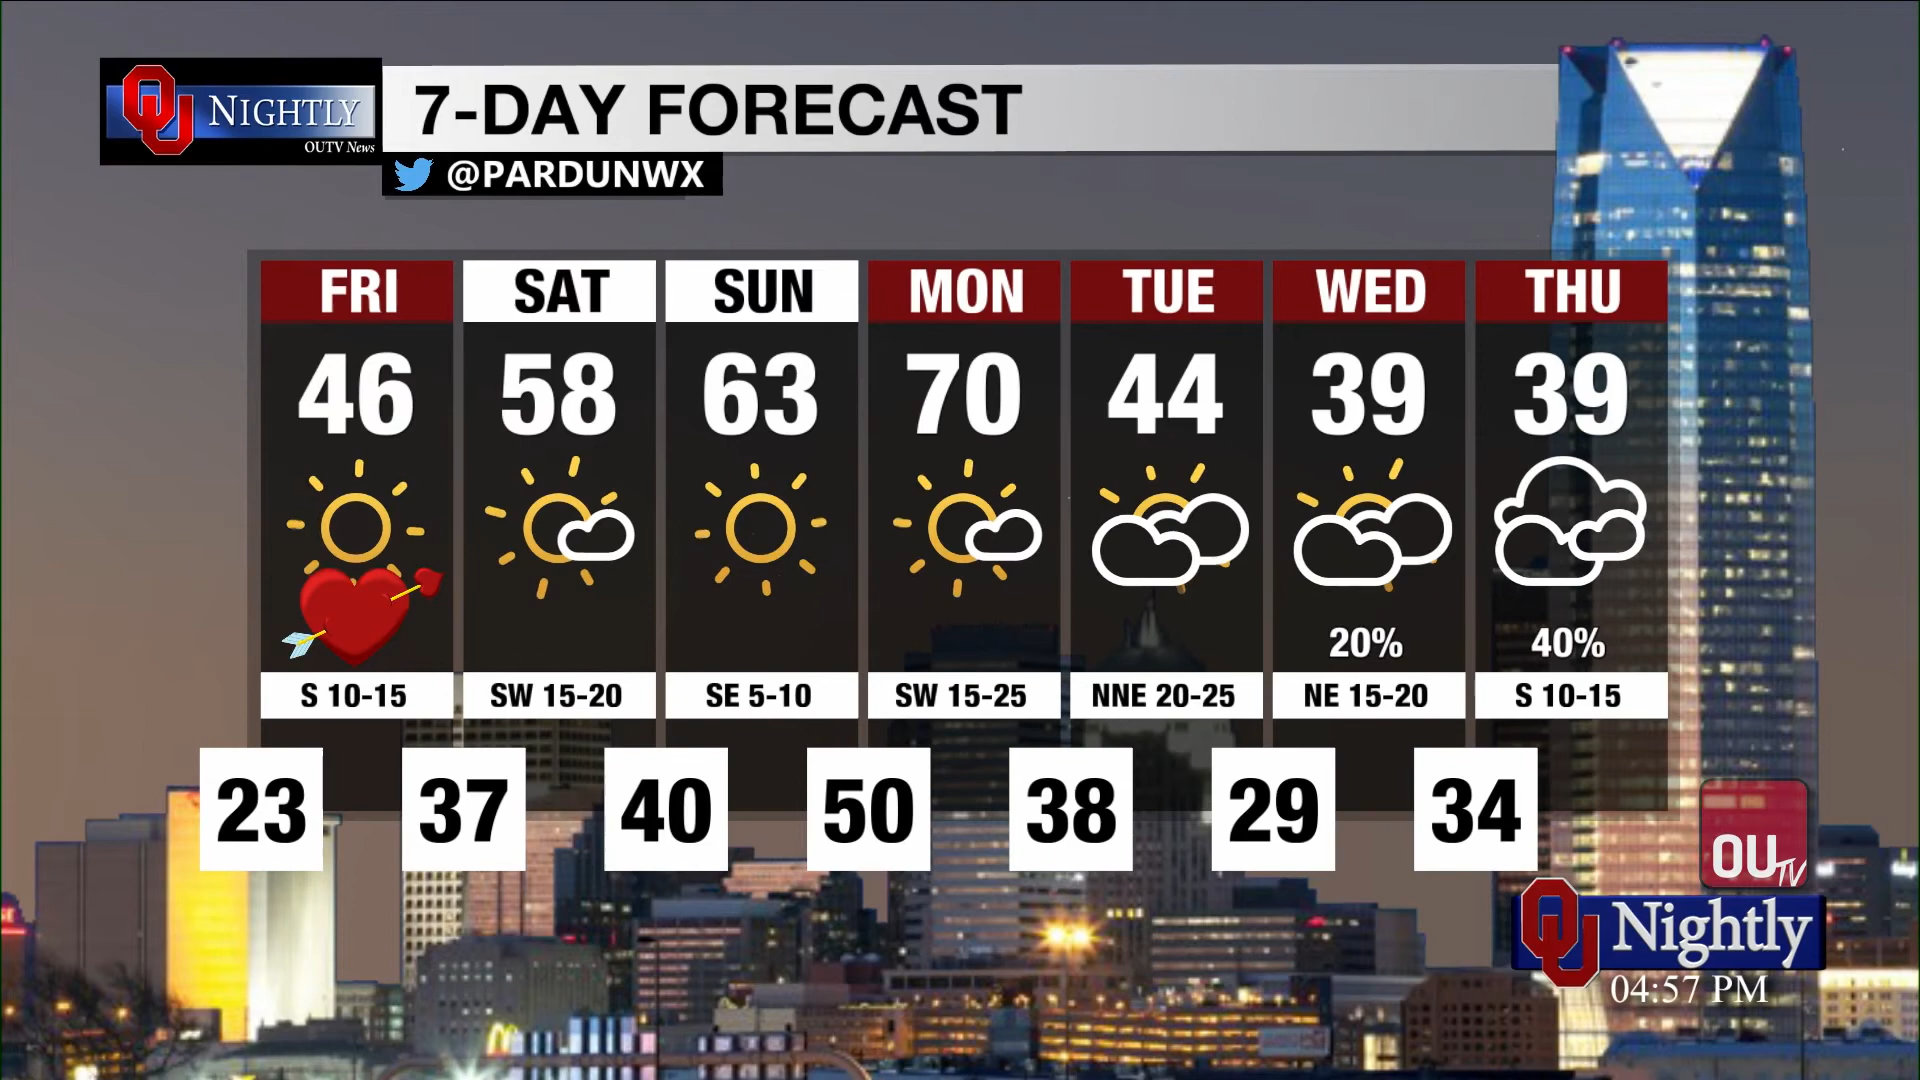 OU NIGHTLY
OUTV News
7-DAY FORECAST
@PARDUNWX
FRI SAT SUN MON TUE WED THU
46 58 63 70 44 39 39
20% 40%
S 10-15 SW 15-20 SE 5-10 SW 15-25 NNE 20-25 NE 15-20 S 10-15
23 37 40 50 38 29 34
OUTV
OU Nightly
04:57 PM